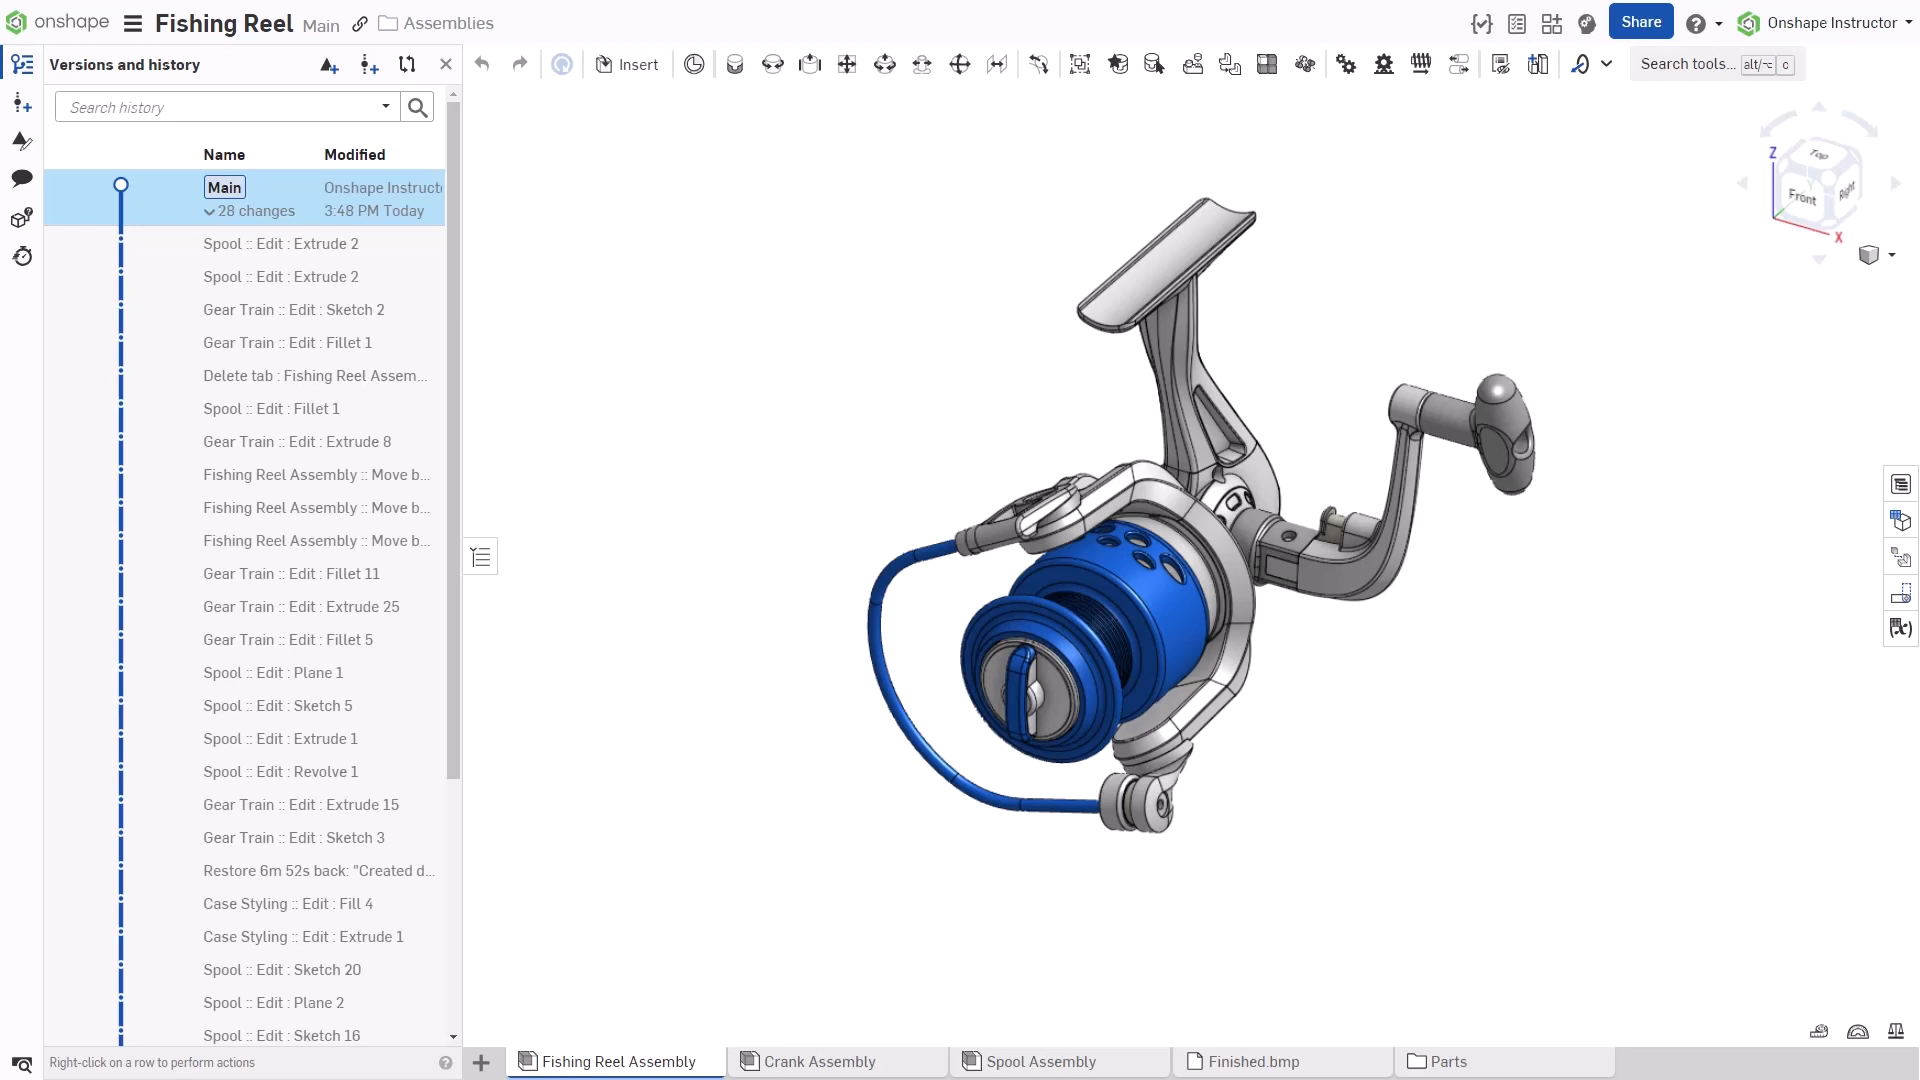 onshape Fishing Reel Main Assemblies Share Onshape Instructor
Versions and history Insert Search tools... alt/⌥ c
Search history
Name Modified
Main Onshape Instruct
28 changes 3:48 PM Today
Spool :: Edit : Extrude 2
Spool :: Edit : Extrude 2
Gear Train :: Edit : Sketch 2
Gear Train :: Edit : Fillet 1
Delete tab : Fishing Reel Assem...
Spool :: Edit : Fillet 1
Gear Train :: Edit : Extrude 8
Fishing Reel Assembly :: Move b...
Fishing Reel Assembly :: Move b...
Fishing Reel Assembly :: Move b...
Gear Train :: Edit : Fillet 11
Gear Train :: Edit : Extrude 25
Gear Train :: Edit : Fillet 5
Spool :: Edit : Plane 1
Spool :: Edit : Sketch 5
Spool :: Edit : Extrude 1
Spool :: Edit : Revolve 1
Gear Train :: Edit : Extrude 15
Gear Train :: Edit : Sketch 3
Restore 6m 52s back: "Created d...
Case Styling :: Edit : Fill 4
Case Styling :: Edit : Extrude 1
Spool :: Edit : Sketch 20
Spool :: Edit : Plane 2
Spool :: Edit : Sketch 16
Right-click on a row to perform actions
Z
Top
Y
Front
Right
X
Fishing Reel Assembly Crank Assembly Spool Assembly Finished.bmp Parts